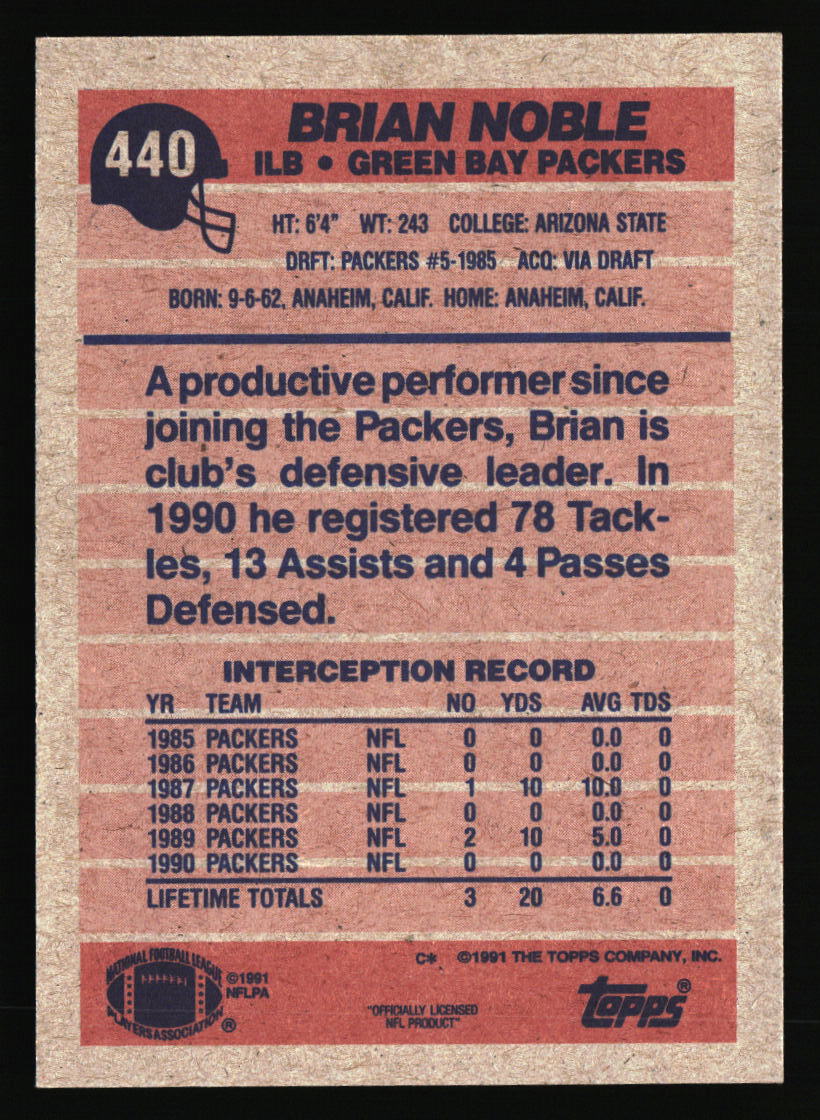 440
BRIAN NOBLE
ILB • GREEN BAY PACKERS
HT: 6'4" WT: 243 COLLEGE: ARIZONA STATE
DRFT: PACKERS #5-1985 ACQ: VIA DRAFT
BORN: 9-6-62, ANAHEIM, CALIF. HOME: ANAHEIM, CALIF.
A productive performer since
joining the Packers, Brian is
club's defensive leader. In
1990 he registered 78 Tack-
les, 13 Assists and 4 Passes
Defensed.
INTERCEPTION RECORD
YR TEAM NO YDS AVG TDS
1985 PACKERS NFL 0 0 0.0 0
1986 PACKERS NFL 0 0 0.0 0
1987 PACKERS NFL 1 10 10.0 0
1988 PACKERS NFL 0 0 0.0 0
1989 PACKERS NFL 2 10 5.0 0
1990 PACKERS NFL 0 0 0.0 0
LIFETIME TOTALS 3 20 6.6 0
C* ©1991 THE TOPPS COMPANY, INC.
NATIONAL FOOTBALL LEAGUE
PLAYERS ASSOCIATION ®
©1991
NFLPA
"OFFICIALLY LICENSED
NFL PRODUCT"
topps®